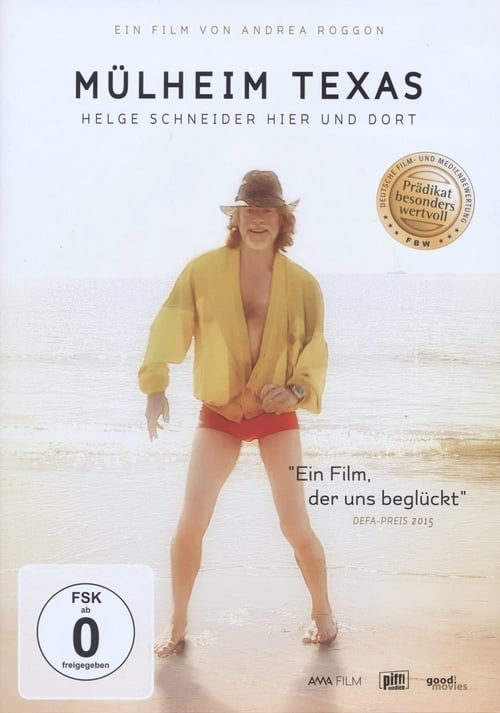 EIN FILM VON ANDREA ROGGON
MÜLHEIM TEXAS
HELGE SCHNEIDER HIER UND DORT
DEUTSCHE FILM- UND MEDIENBEWERTUNG
Prädikat
besonders
wertvoll
FBW
"Ein Film,
der uns beglückt"
DEFA-PREIS 2015
FSK
ab
0
freigegeben
AMA FILM
piffl
medien
good!
movies